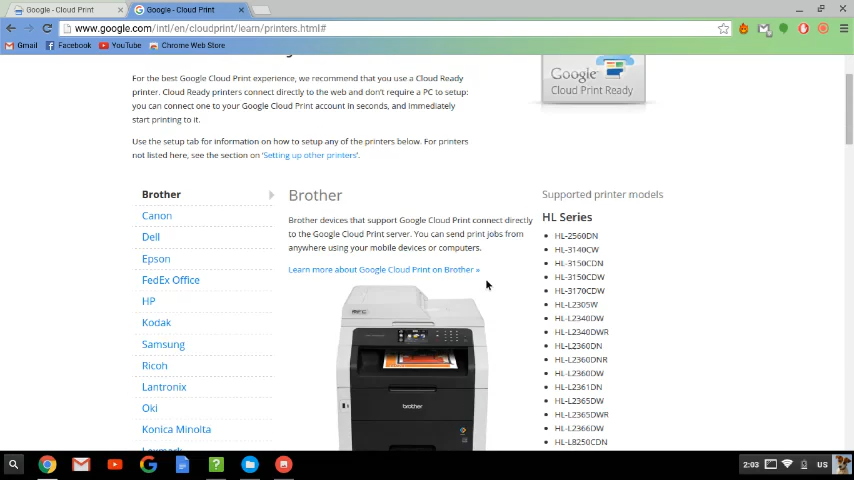 Google - Cloud Print
Google - Cloud Print
www.google.com/intl/en/cloudprint/learn/printers.html#
Gmail
Facebook
YouTube
Chrome Web Store
For the best Google Cloud Print experience, we recommend that you use a Cloud Ready
printer. Cloud Ready printers connect directly to the web and don't require a PC to setup:
you can connect one to your Google Cloud Print account in seconds, and immediately
start printing to it.
Google
Cloud Print Ready
Use the setup tab for information on how to setup any of the printers below. For printers
not listed here, see the section on 'Setting up other printers'.
Brother
Canon
Dell
Epson
FedEx Office
HP
Kodak
Samsung
Ricoh
Lantronix
Oki
Konica Minolta
Brother
Brother devices that support Google Cloud Print connect directly
to the Google Cloud Print server. You can send print jobs from
anywhere using your mobile devices or computers.
Learn more about Google Cloud Print on Brother »
MFC
brother
Supported printer models
HL Series
HL-2560DN
HL-3140CW
HL-3150CDN
HL-3150CDW
HL-3170CDW
HL-L2305W
HL-L2340DW
HL-L2340DWR
HL-L2360DN
HL-L2360DNR
HL-L2360DW
HL-L2361DN
HL-L2365DW
HL-L2365DWR
HL-L2366DW
HL-L8250CDN
2:03
US